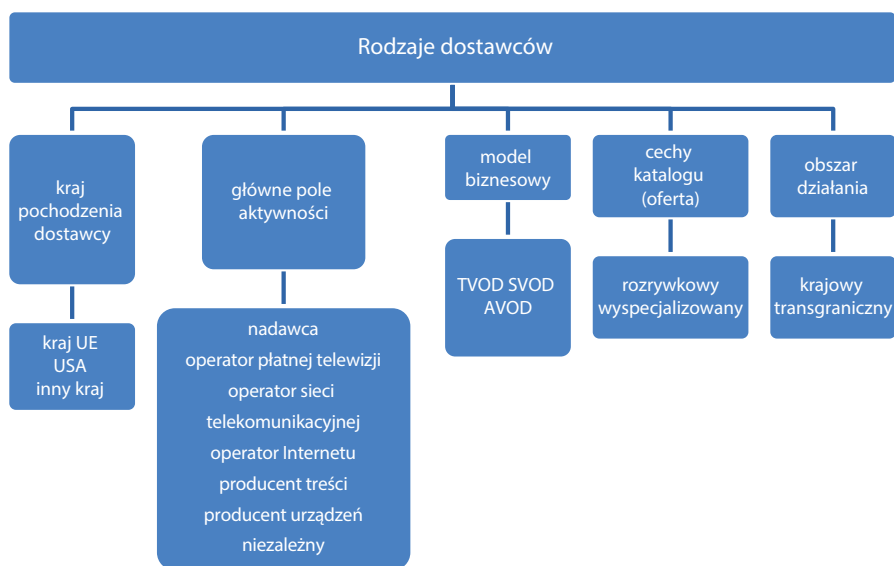 Rodzaje dostawców
kraj
pochodzenia
dostawcy
główne pole
aktywności
model
biznesowy
cechy
katalogu
(oferta)
obszar
działania
kraj UE
USA
inny kraj
nadawca
operator płatnej telewizji
operator sieci
telekomunikacyjnej
operator Internetu
producent treści
producent urządzeń
niezależny
TVOD SVOD
AVOD
rozrywkowy
wyspecjalizowany
krajowy
transgraniczny